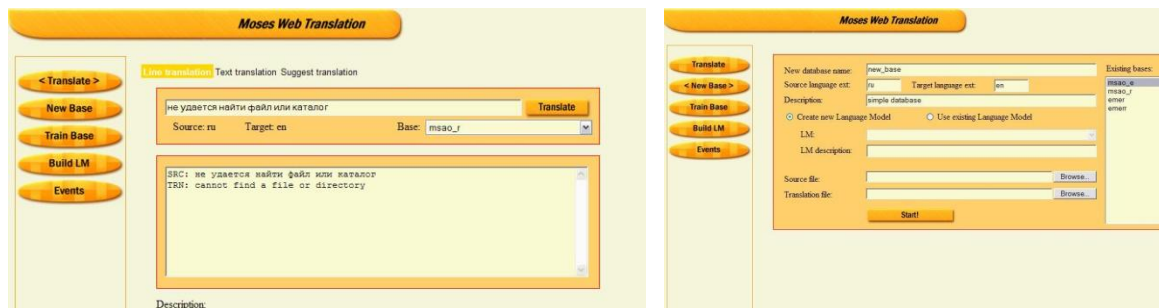 Moses Web Translation
< Translate >
New Base
Train Base
Build LM
Events
Line translation Text translation Suggest translation
не удается найти файл или каталог Translate
Source: ru Target: en Base: msao_r
SRC: не удается найти файл или каталог
TRN: cannot find a file or directory
Description:
Moses Web Translation
Translate
< New Base >
Train Base
Build LM
Events
New database name: new_base
Source language ext: ru Target language ext: en
Description: simple database
Create new Language Model Use existing Language Model
LM:
LM description:
Source file: Browse...
Translation file: Browse...
Start!
Existing bases:
msao_e
msao_r
emer
emerr